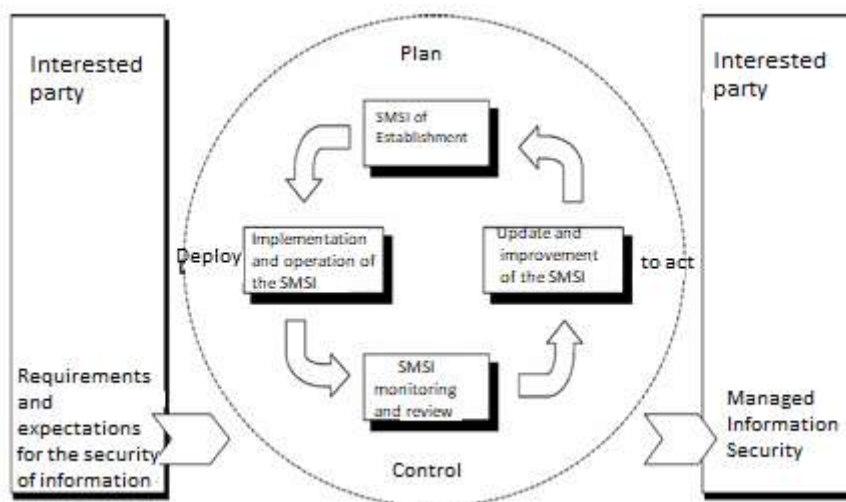 Interested
party
Requirements
and
expectations
for the security
of information
Plan
SMSI of
Establishment
Deploy
Implementation
and operation of
the SMSI
Update and
improvement
of the SMSI
to act
SMSI
monitoring
and review
Control
Interested
party
Managed
Information
Security